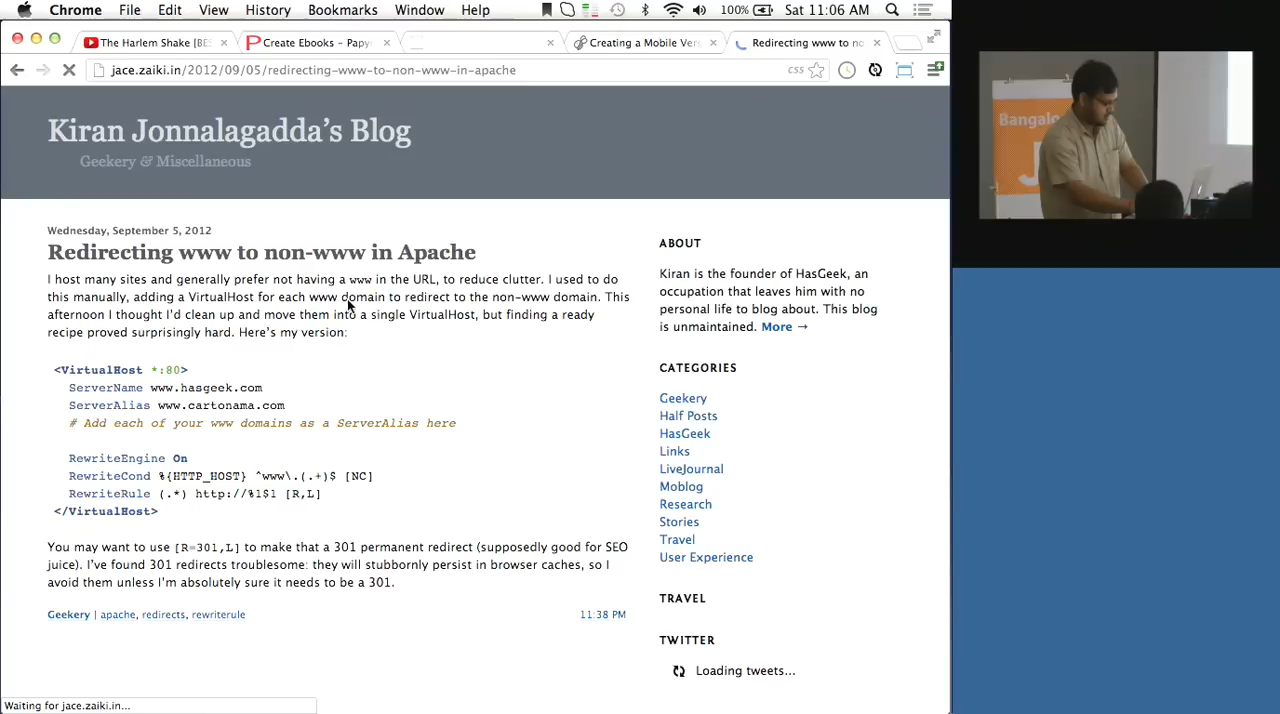 Chrome File Edit View History Bookmarks Window Help 100% Sat 11:06 AM
The Harlem Shake [BES
Create Ebooks - Papy
Creating a Mobile Vers
Redirecting www to no
jace.zaiki.in/2012/09/05/redirecting-www-to-non-www-in-apache
css
Kiran Jonnalagadda’s Blog
Geekery & Miscellaneous
Wednesday, September 5, 2012
Redirecting www to non-www in Apache
I host many sites and generally prefer not having a www in the URL, to reduce clutter. I used to do
this manually, adding a VirtualHost for each www domain to redirect to the non-www domain. This
afternoon I thought I’d clean up and move them into a single VirtualHost, but finding a ready
recipe proved surprisingly hard. Here’s my version:
<VirtualHost *:80>
ServerName www.hasgeek.com
ServerAlias www.cartonama.com
# Add each of your www domains as a ServerAlias here
RewriteEngine On
RewriteCond %{HTTP_HOST} ^www\.(.+)$ [NC]
RewriteRule (.*) http://%1$1 [R,L]
</VirtualHost>
You may want to use [R=301,L] to make that a 301 permanent redirect (supposedly good for SEO
juice). I’ve found 301 redirects troublesome: they will stubbornly persist in browser caches, so I
avoid them unless I’m absolutely sure it needs to be a 301.
Geekery | apache, redirects, rewriterule 11:38 PM
ABOUT
Kiran is the founder of HasGeek, an
occupation that leaves him with no
personal life to blog about. This blog
is unmaintained. More →
CATEGORIES
Geekery
Half Posts
HasGeek
Links
LiveJournal
Moblog
Research
Stories
Travel
User Experience
TRAVEL
TWITTER
Loading tweets...
Waiting for jace.zaiki.in...
Bangalo
J